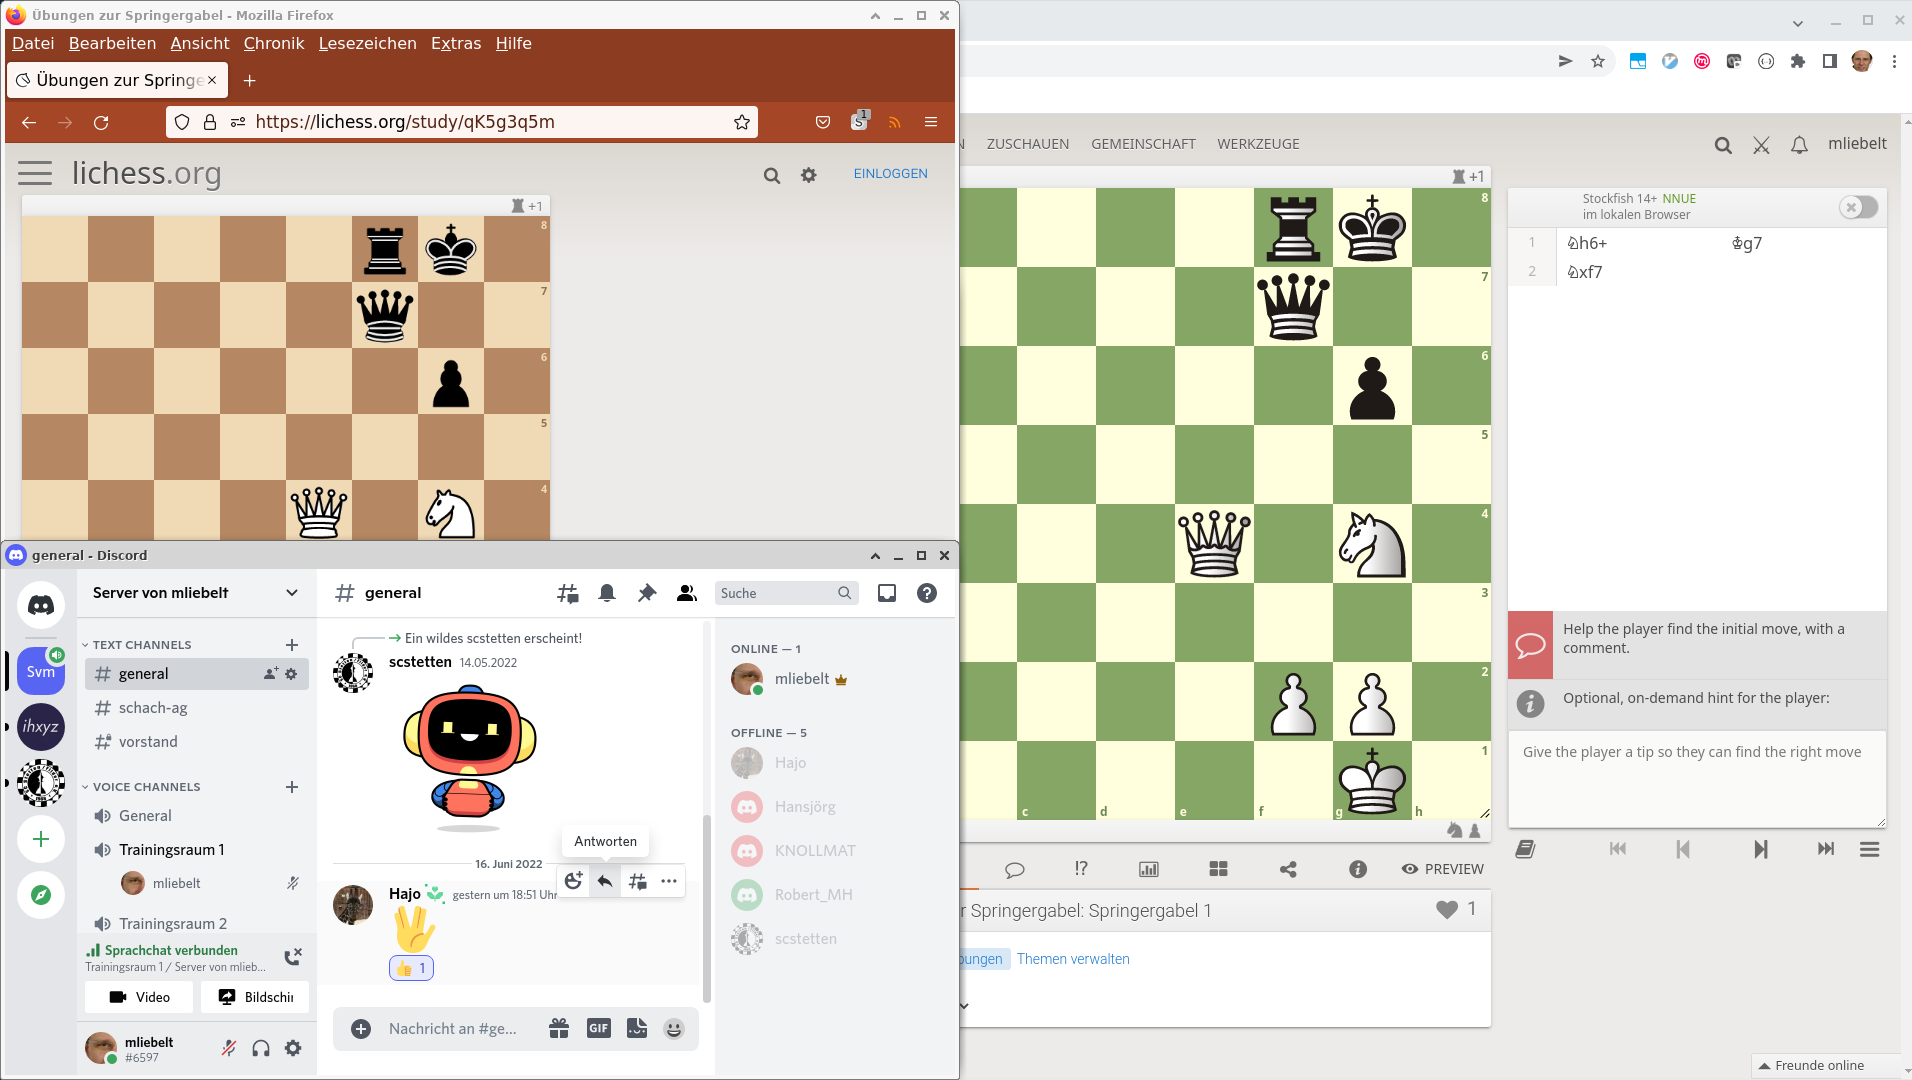 Übungen zur Springergabel - Mozilla Firefox
Datei Bearbeiten Ansicht Chronik Lesezeichen Extras Hilfe
Übungen zur Springe
https://lichess.org/study/qK5g3q5m
1
lichess.org
EINLOGGEN
+1
8
7
6
5
4
ZUSCHAUEN GEMEINSCHAFT WERKZEUGE
mliebelt
+1
8
7
6
5
4
3
2
1
c d e f g h
Stockfish 14+ NNUE
im lokalen Browser
1 ♘h6+ ♔g7
2 ♘xf7
Help the player find the initial move, with a
comment.
Optional, on-demand hint for the player:
Give the player a tip so they can find the right move
!?
PREVIEW
r Springergabel: Springergabel 1
1
bungen Themen verwalten
Freunde online
general - Discord
Server von mliebelt
Svm
ihxyz
TEXT CHANNELS
general
schach-ag
vorstand
VOICE CHANNELS
General
Trainingsraum 1
mliebelt
Trainingsraum 2
Sprachchat verbunden
Trainingsraum 1 / Server von mlieb...
Video
Bildschir
mliebelt
#6597
general
Suche
Ein wildes scstetten erscheint!
scstetten 14.05.2022
Antworten
16. Juni 2022
Hajo gestern um 18:51 Uhr
1
Nachricht an #ge...
GIF
ONLINE — 1
mliebelt
OFFLINE — 5
Hajo
Hansjörg
KNOLLMAT
Robert_MH
scstetten